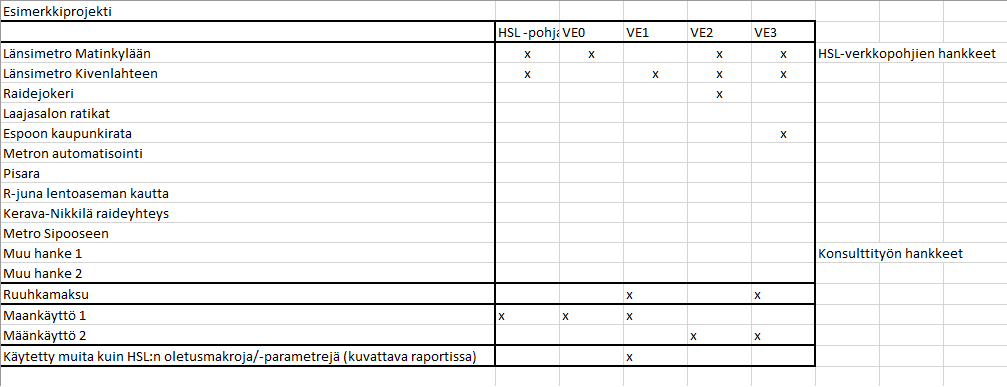 Esimerkkiprojekti
HSL -pohja VE0 VE1 VE2 VE3
Länsimetro Matinkylään x x x x HSL-verkkopohjien hankkeet
Länsimetro Kivenlahteen x x x x
Raidejokeri x
Laajasalon ratikat
Espoon kaupunkirata x
Metron automatisointi
Pisara
R-juna lentoaseman kautta
Kerava-Nikkilä raideyhteys
Metro Sipooseen
Muu hanke 1 Konsulttityön hankkeet
Muu hanke 2
Ruuhkamaksu x x
Maankäyttö 1 x x x
Määnkäyttö 2 x x
Käytetty muita kuin HSL:n oletusmakroja/-parametrejä (kuvattava raportissa) x